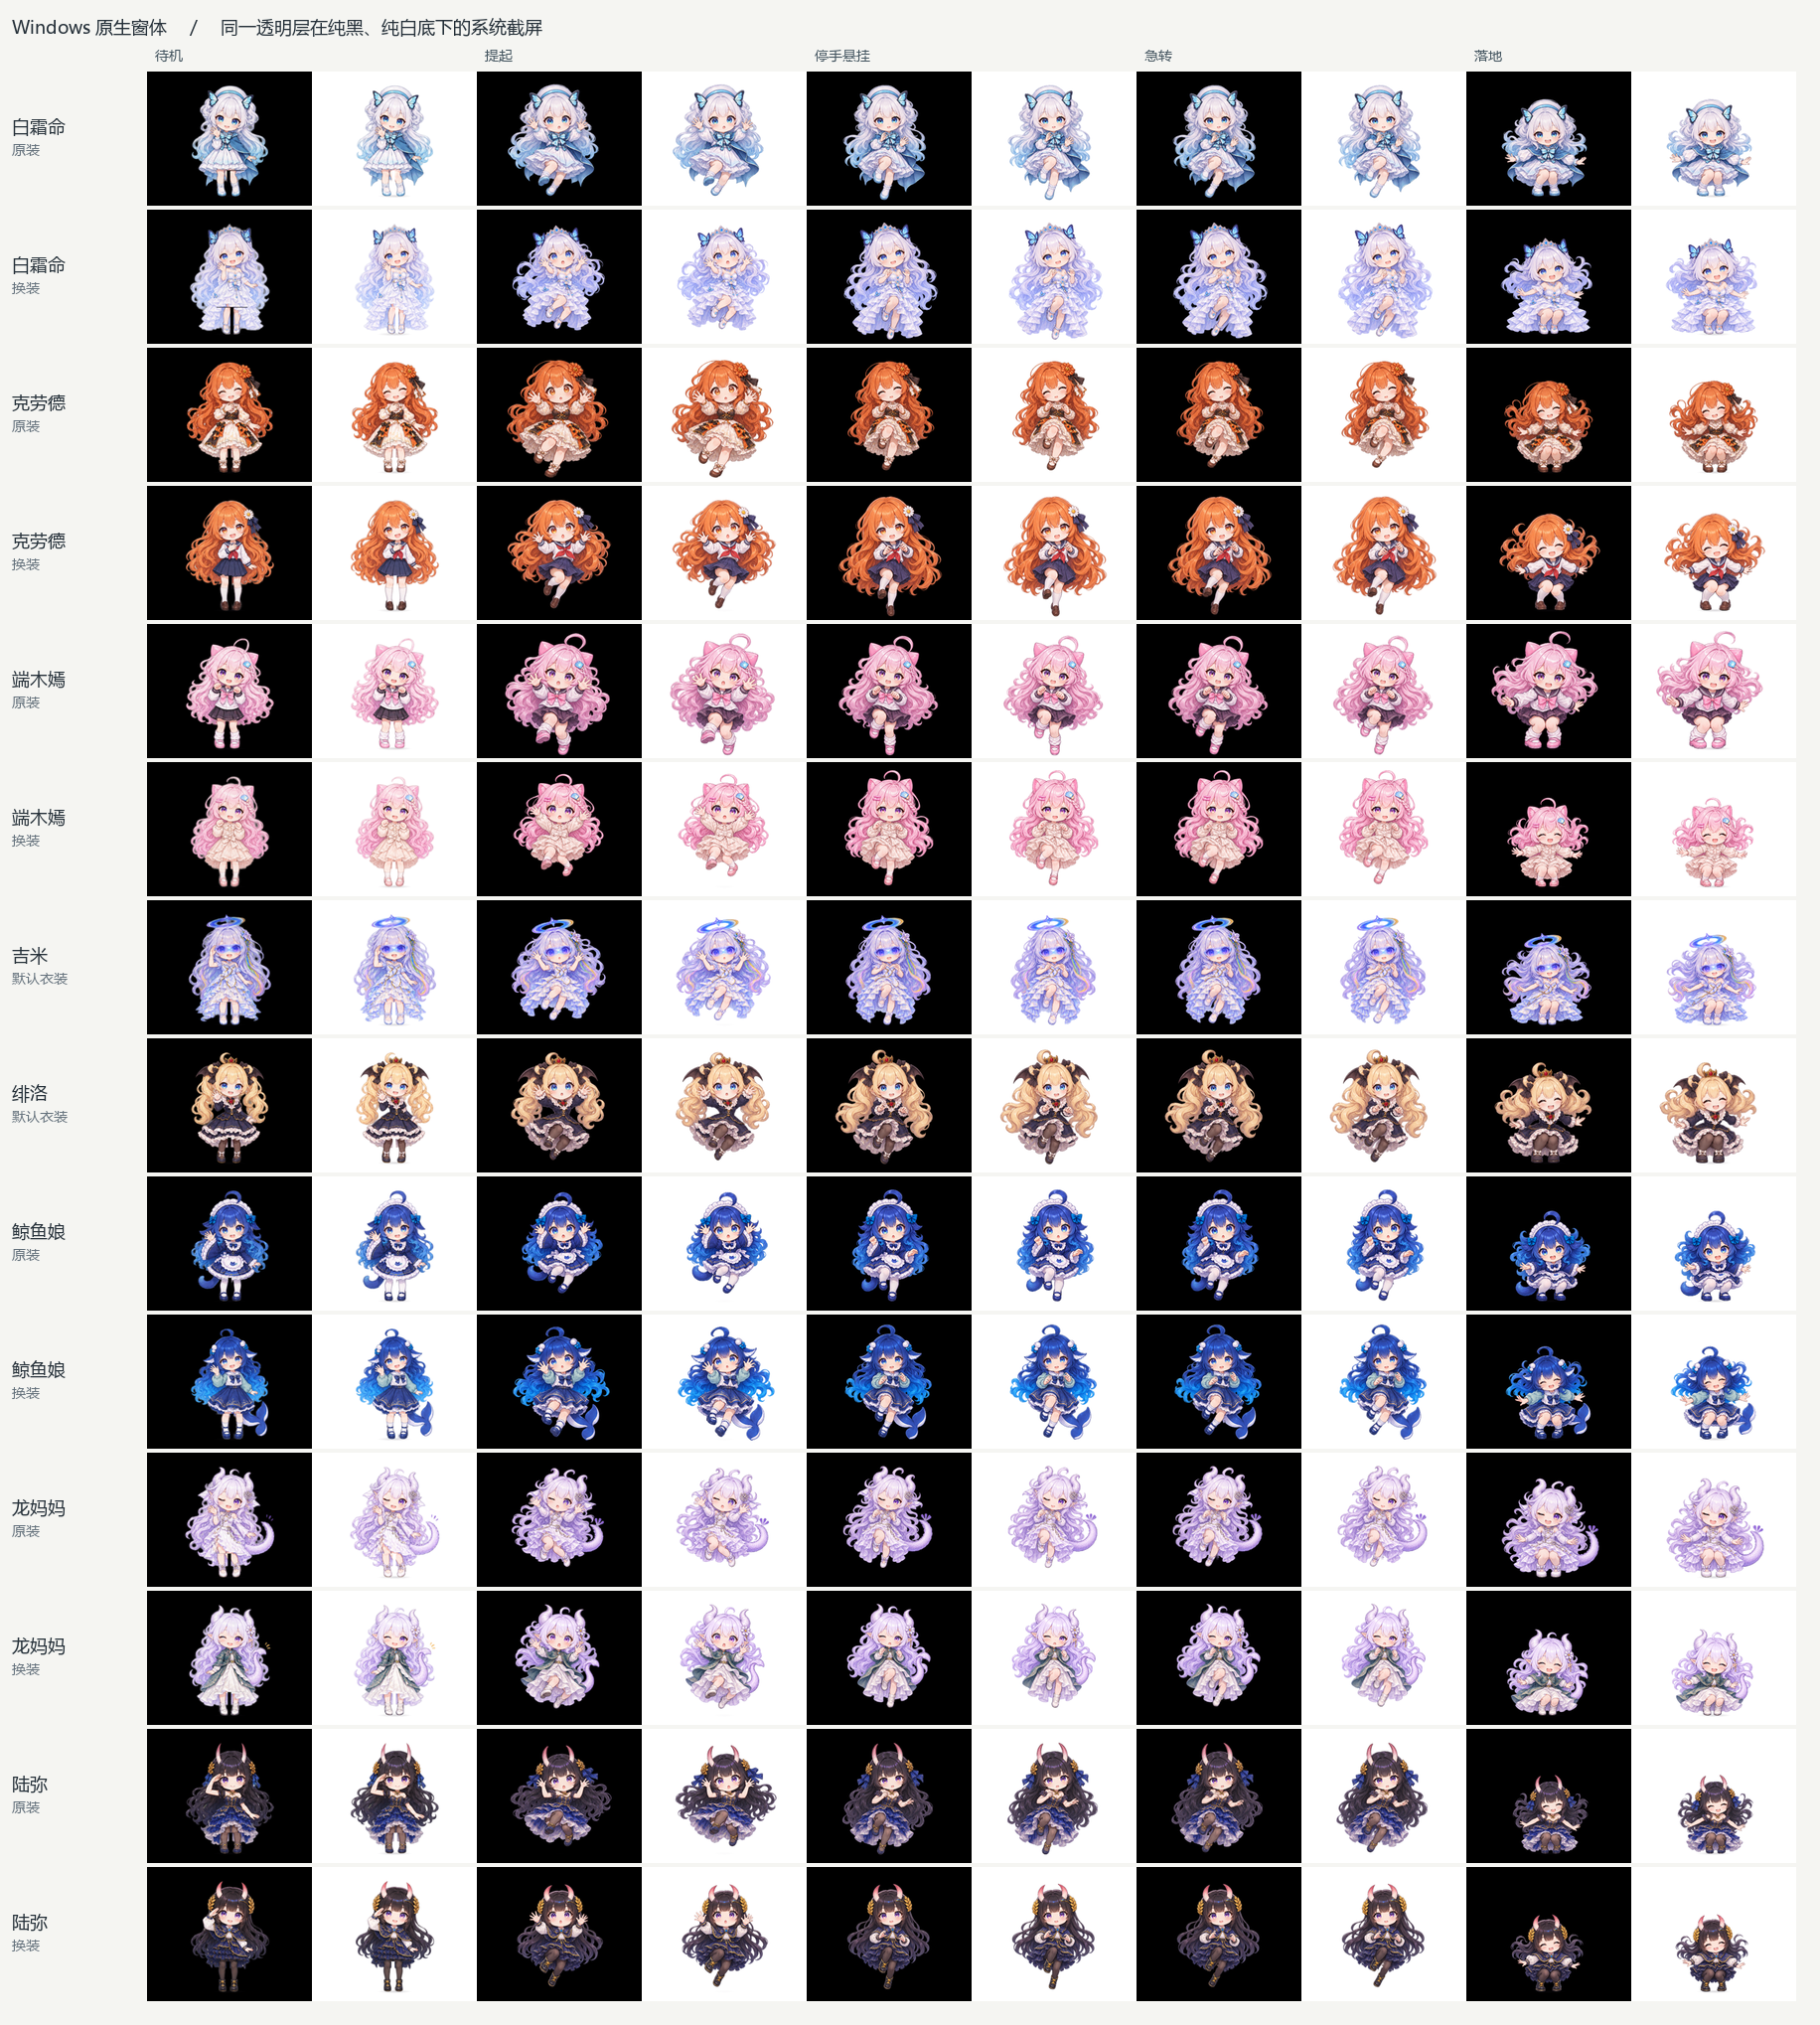 Windows 原生窗体 / 同一透明层在纯黑、纯白底下的系统截屏
待机 提起 停手悬挂 急转 落地
白霜命
原装
白霜命
换装
克劳德
原装
克劳德
换装
端木嫣
原装
端木嫣
换装
吉米
默认衣装
绯洛
默认衣装
鲸鱼娘
原装
鲸鱼娘
换装
龙妈妈
原装
龙妈妈
换装
陆弥
原装
陆弥
换装